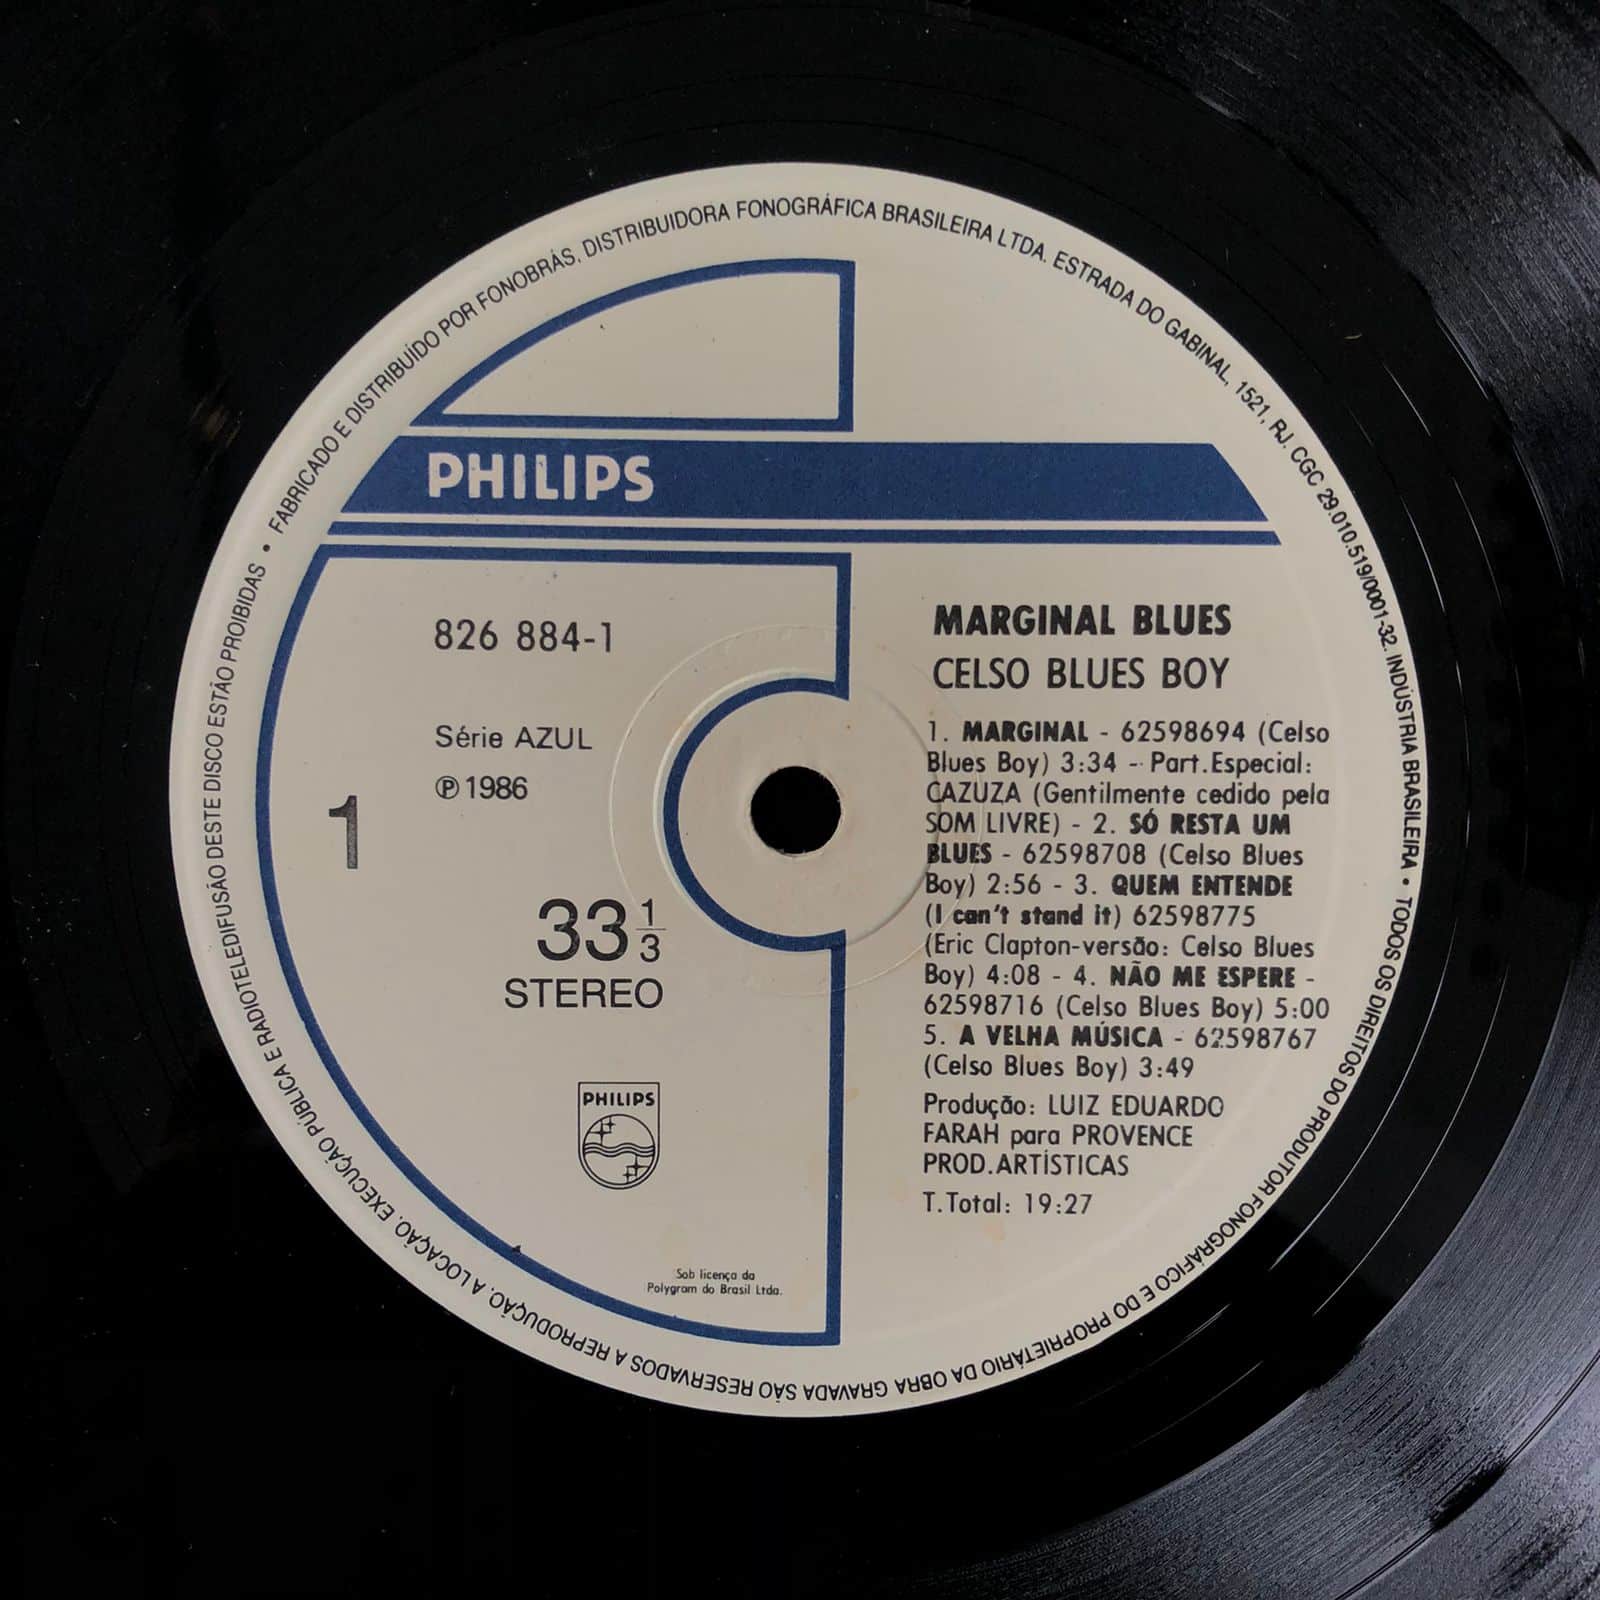 FABRICADO E DISTRIBUÍDO POR FONOBRÁS, DISTRIBUIDORA FONOGRÁFICA BRASILEIRA LTDA. ESTRADA DO GABINAL, 1521, RJ. CGC 29.010.519/0001-32. INDÚSTRIA BRASILEIRA • TODOS OS DIREITOS DO PRODUTOR FONOGRÁFICO E DO PROPRIETÁRIO DA OBRA GRAVADA SÃO RESERVADOS A REPRODUÇÃO, A LOCAÇÃO, EXECUÇÃO PÚBLICA E RADIOTELEDIFUSÃO DESTE DISCO ESTÃO PROIBIDAS •
PHILIPS
826 884-1
Série AZUL
℗ 1986
1
33 1/3
STEREO
PHILIPS
Sob licença da
Polygram do Brasil Ltda.
MARGINAL BLUES
CELSO BLUES BOY
1. MARGINAL - 62598694 (Celso
Blues Boy) 3:34 - Part.Especial:
CAZUZA (Gentilmente cedido pela
SOM LIVRE) - 2. SÓ RESTA UM
BLUES - 62598708 (Celso Blues
Boy) 2:56 - 3. QUEM ENTENDE
(I can't stand it) 62598775
(Eric Clapton-versão: Celso Blues
Boy) 4:08 - 4. NÃO ME ESPERE -
62598716 (Celso Blues Boy) 5:00
5. A VELHA MÚSICA - 62598767
(Celso Blues Boy) 3:49
Produção: LUIZ EDUARDO
FARAH para PROVENCE
PROD.ARTÍSTICAS
T.Total: 19:27